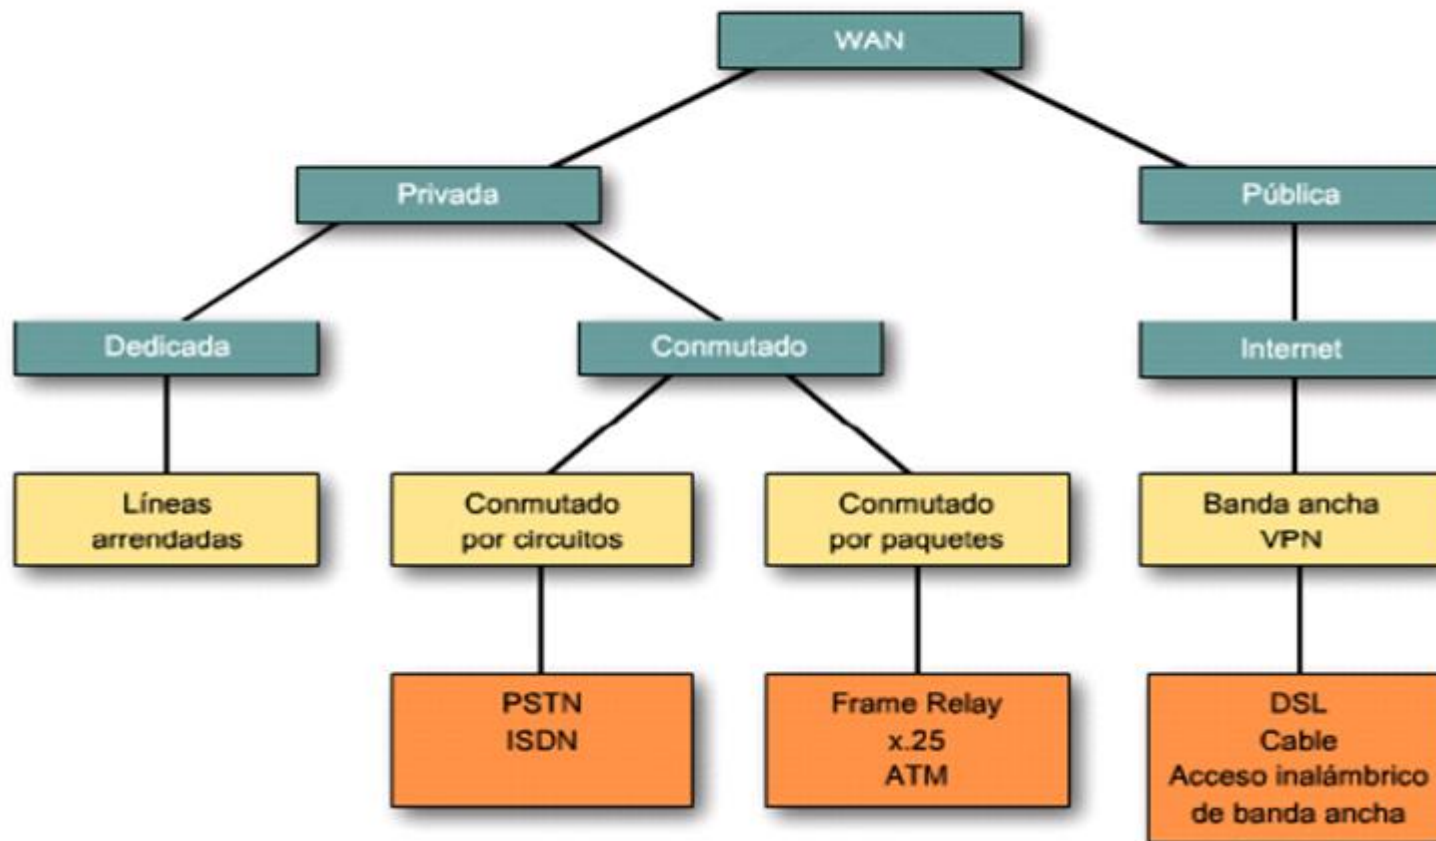 WAN
Privada
Pública
Dedicada
Conmutado
Internet
Líneas
arrendadas
Conmutado
por circuitos
Conmutado
por paquetes
Banda ancha
VPN
PSTN
ISDN
Frame Relay
x.25
ATM
DSL
Cable
Acceso inalámbrico
de banda ancha